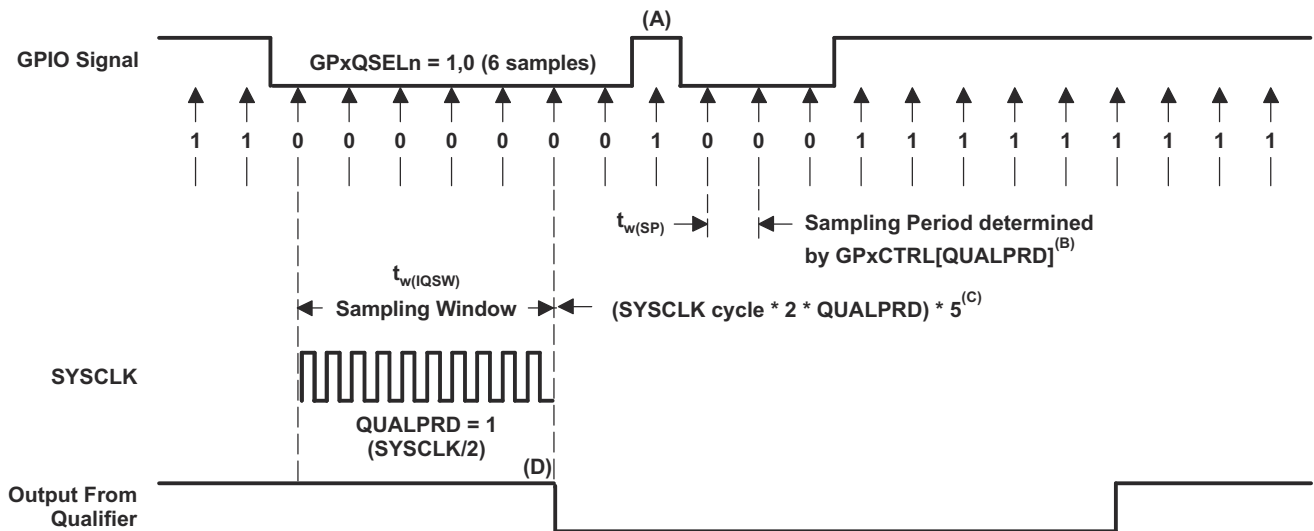 (A)
GPIO Signal
GPxQSELn = 1,0 (6 samples)
1 1 0 0 0 0 0 0 0 1 0 0 0 1 1 1 1 1 1 1 1 1
tw(SP)
Sampling Period determined
by GPxCTRL[QUALPRD](B)
tw(IQSW)
Sampling Window
(SYSCLK cycle * 2 * QUALPRD) * 5(C)
SYSCLK
QUALPRD = 1
(SYSCLK/2)
(D)
Output From
Qualifier